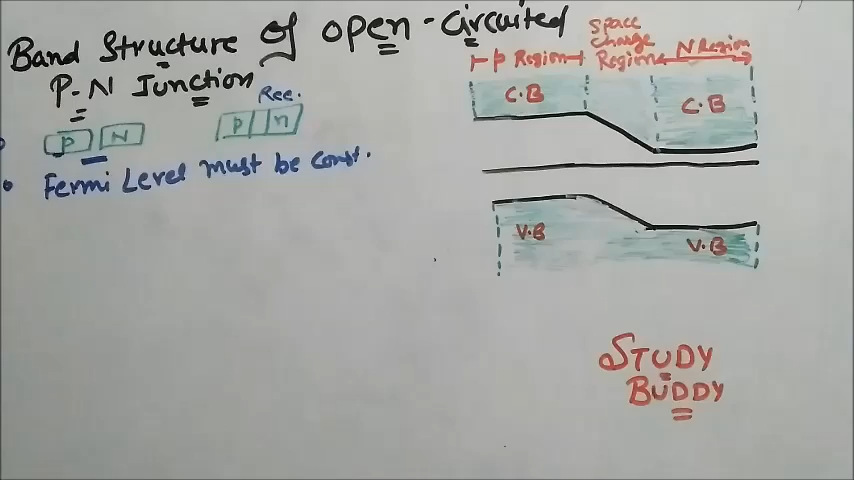 Band Structure of open-circuited
P-N Junction
Rec.
P N P n
• Fermi Level must be const.
Space
Charge
P Region Region N Region
C.B C.B
V.B V.B
STUDY
BUDDY